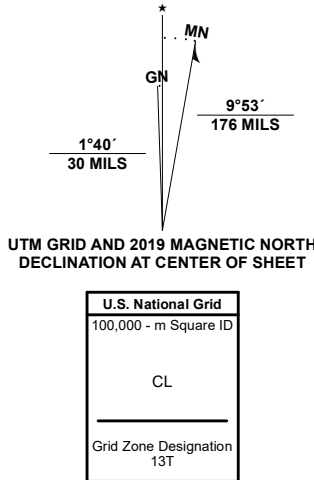 ★
MN
GN
9°53´
176 MILS
1°40´
30 MILS
UTM GRID AND 2019 MAGNETIC NORTH
DECLINATION AT CENTER OF SHEET
U.S. National Grid
100,000 - m Square ID
CL
Grid Zone Designation
13T